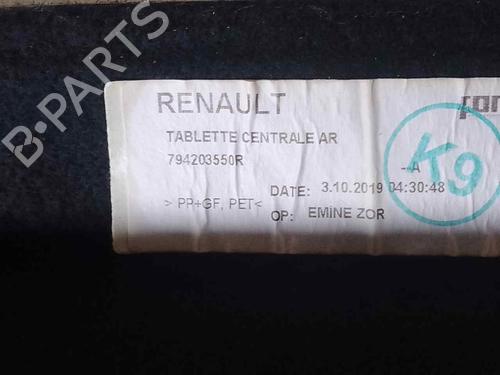 B-PARTS
RENAULT
TABLETTE CENTRALE AR
794203550R
--A
K9
DATE: 3.10.2019 04:30:48
> PP+GF, PET<
OP: EMINE ZOR